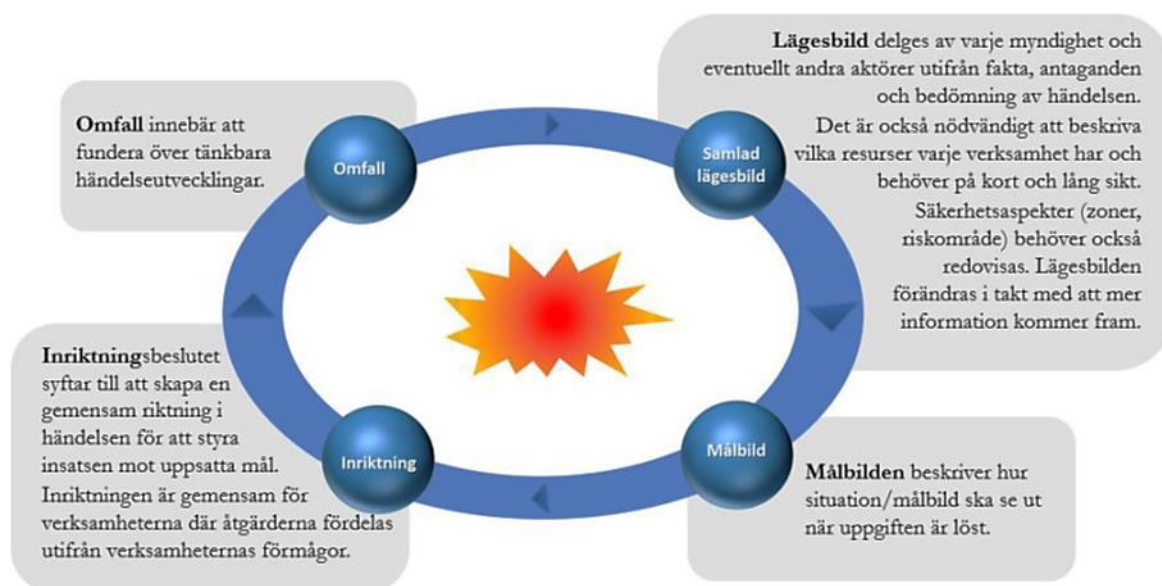 Lägesbild delges av varje myndighet och
eventuellt andra aktörer utifrån fakta, antaganden
och bedömning av händelsen.
Det är också nödvändigt att beskriva
vilka resurser varje verksamhet har och
behöver på kort och lång sikt.
Säkerhetsaspekter (zoner,
riskområde) behöver också
redovisas. Lägesbilden
förändras i takt med att mer
information kommer fram.
Omfall innebär att
fundera över tänkbara
händelseutvecklingar.
Omfall
Samlad
lägesbild
Inriktningsbeslutet
syftar till att skapa en
gemensam riktning i
händelsen för att styra
insatsen mot uppsatta mål.
Inriktningen är gemensam för
verksamheterna där åtgärderna fördelas
utifrån verksamheternas förmågor.
Inriktning
Målbild
Målbilden beskriver hur
situation/målbild ska se ut
när uppgiften är löst.